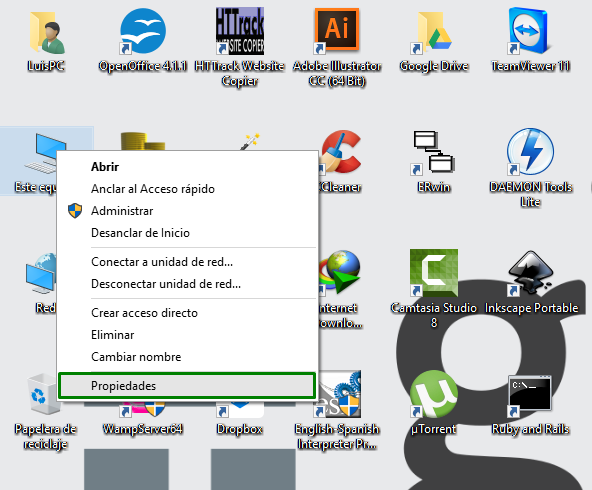 HTTrack
WEBSITE COPIER
Ai
LuisPC
OpenOffice 4.1.1
HTTrack Website
Copier
Adobe Illustrator
CC (64 Bit)
Google Drive
TeamViewer 11
Este equ
Abrir
Anclar al Acceso rápido
Administrar
Desanclar de Inicio
Conectar a unidad de red...
Desconectar unidad de red...
Crear acceso directo
Eliminar
Cambiar nombre
Propiedades
CCleaner
ERwin
DAEMON Tools
Lite
Red
Internet
Downlo...
Camtasia Studio
8
Inkscape Portable
C:\_
Papelera de
reciclaje
WampServer64
Dropbox
English-Spanish
Interpreter Pr...
µTorrent
Ruby and Rails